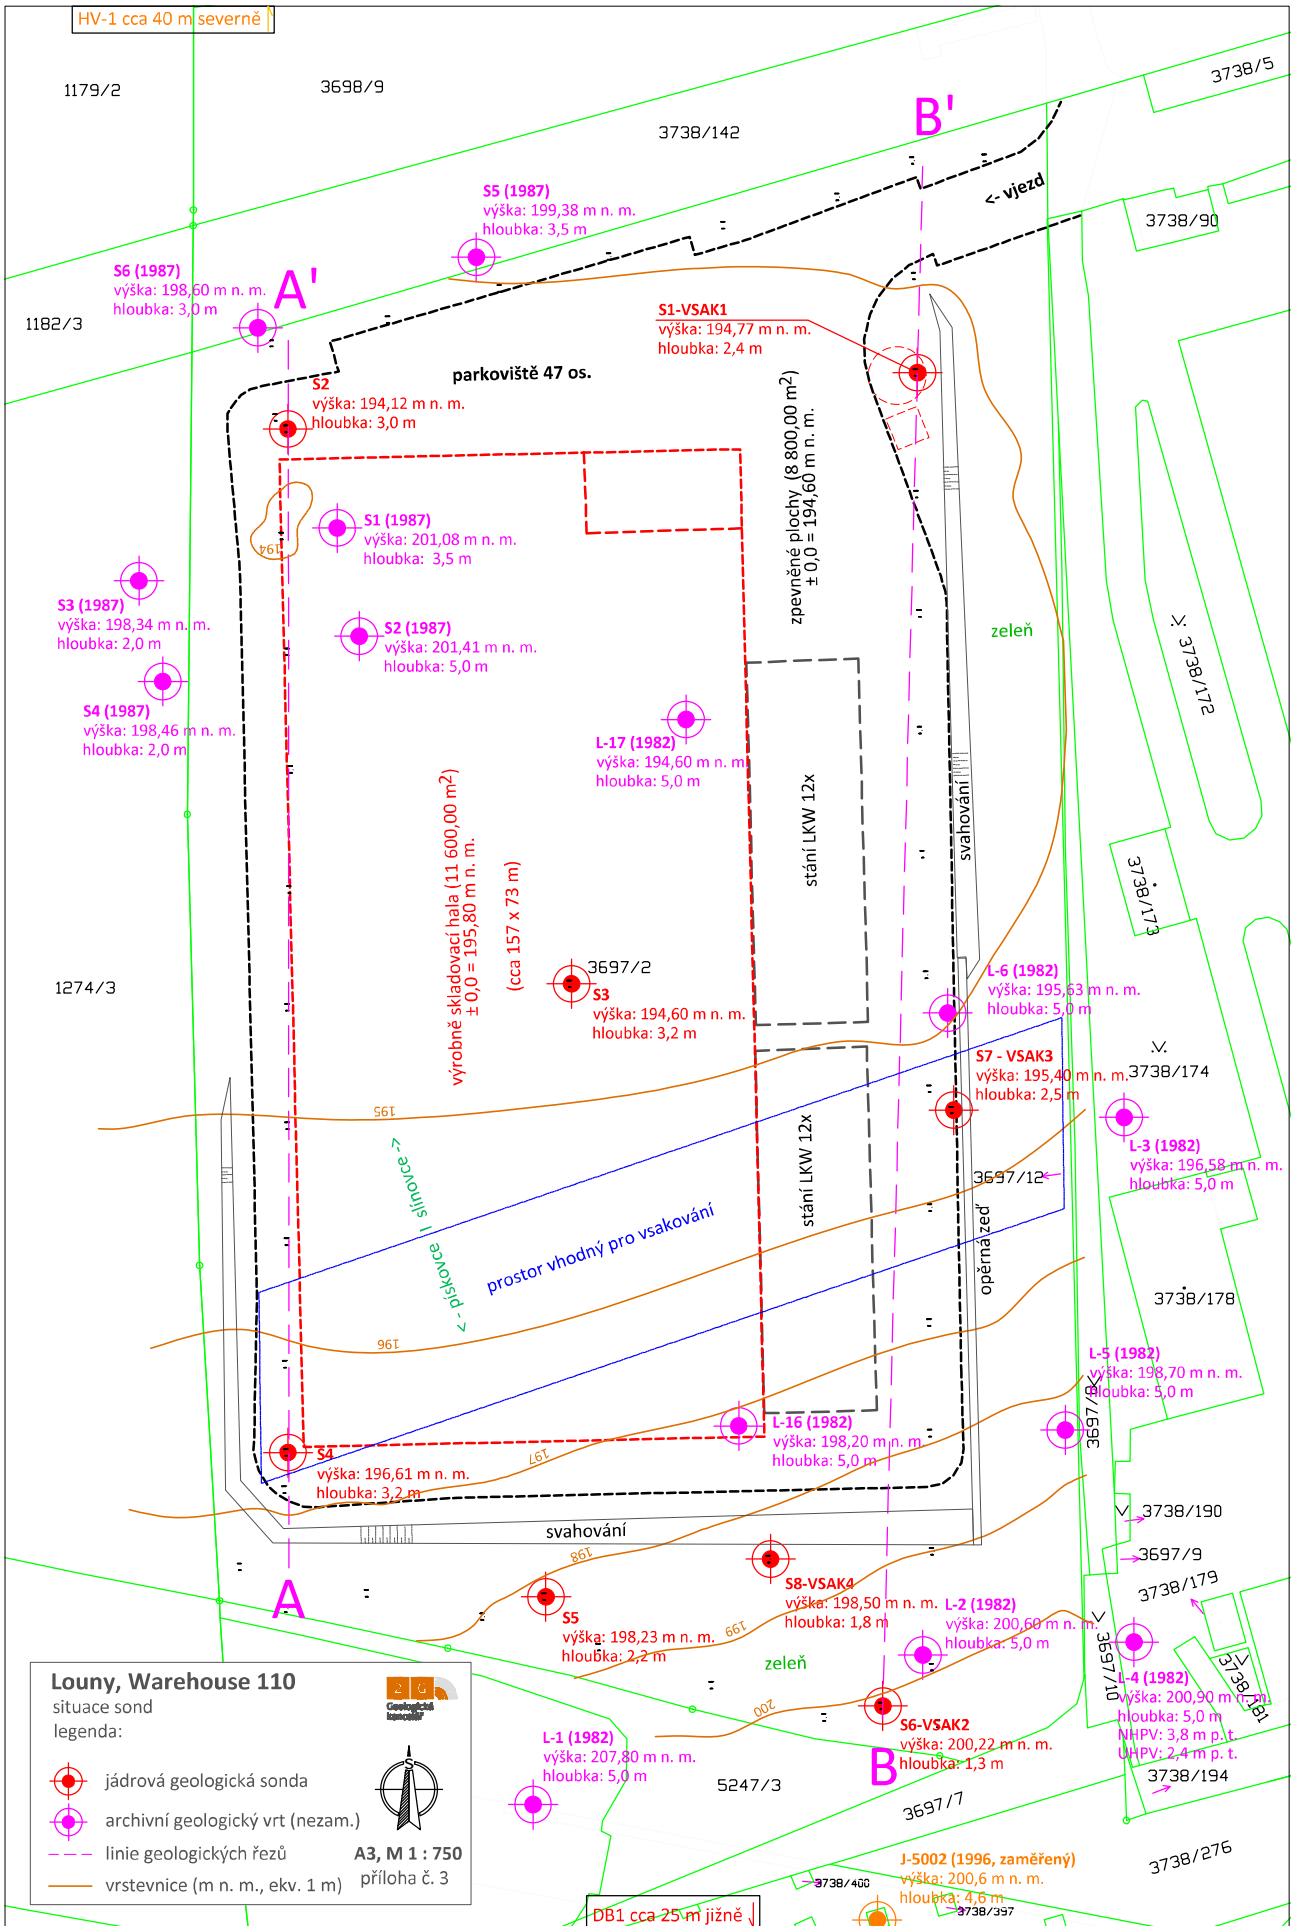 HV-1 cca 40 m severně
1179/2
3698/9
3738/142
3738/5
B'
<- vjezd
S5 (1987)
výška: 199,38 m n. m.
hloubka: 3,5 m
3738/90
S6 (1987)
výška: 198,60 m n. m.
hloubka: 3,0 m
A'
1182/3
S1-VSAK1
výška: 194,77 m n. m.
hloubka: 2,4 m
parkoviště 47 os.
S2
výška: 194,12 m n. m.
hloubka: 3,0 m
zpevněné plochy (8 800,00 m²)
± 0,0 = 194,60 m n. m.
S1 (1987)
výška: 201,08 m n. m.
hloubka: 3,5 m
194
S3 (1987)
výška: 198,34 m n. m.
hloubka: 2,0 m
S2 (1987)
výška: 201,41 m n. m.
hloubka: 5,0 m
zeleň
3738/172
S4 (1987)
výška: 198,46 m n. m.
hloubka: 2,0 m
L-17 (1982)
výška: 194,60 m n. m.
hloubka: 5,0 m
stání LKW 12x
svahování
výrobně skladovací hala (11 600,00 m²)
± 0,0 = 195,80 m n. m.
(cca 157 x 73 m)
3738/173
1274/3
3697/2
S3
výška: 194,60 m n. m.
hloubka: 3,2 m
L-6 (1982)
výška: 195,63 m n. m.
hloubka: 5,0 m
S7 - VSAK3
výška: 195,40 m n. m.
hloubka: 2,5 m
3738/174
195
L-3 (1982)
výška: 196,58 m n. m.
hloubka: 5,0 m
3697/12
stání LKW 12x
<- pískovce I slínovce ->
prostor vhodný pro vsakování
opěrná zeď
3738/178
196
L-5 (1982)
výška: 198,70 m n. m.
hloubka: 5,0 m
3697/8
L-16 (1982)
výška: 198,20 m n. m.
hloubka: 5,0 m
197
S4
výška: 196,61 m n. m.
hloubka: 3,2 m
svahování
3738/190
198
3697/9
3738/179
A
S8-VSAK4
výška: 198,50 m n. m.
hloubka: 1,8 m
S5
výška: 198,23 m n. m.
hloubka: 2,2 m
199
L-2 (1982)
výška: 200,60 m n. m.
hloubka: 5,0 m
3697/10
zeleň
L-4 (1982)
výška: 200,90 m n. m.
hloubka: 5,0 m
NHPV: 3,8 m p. t.
UHPV: 2,4 m p. t.
3738/181
200
S6-VSAK2
výška: 200,22 m n. m.
hloubka: 1,3 m
B
L-1 (1982)
výška: 207,80 m n. m.
hloubka: 5,0 m
5247/3
3697/7
3738/194
3738/276
J-5002 (1996, zaměřený)
výška: 200,6 m n. m.
hloubka: 4,6 m
3738/400
3738/397
DB1 cca 25 m jižně
Louny, Warehouse 110
situace sond
legenda:
Geologická
kancelář
S
jádrová geologická sonda
archivní geologický vrt (nezam.)
linie geologických řezů
vrstevnice (m n. m., ekv. 1 m)
A3, M 1 : 750
příloha č. 3